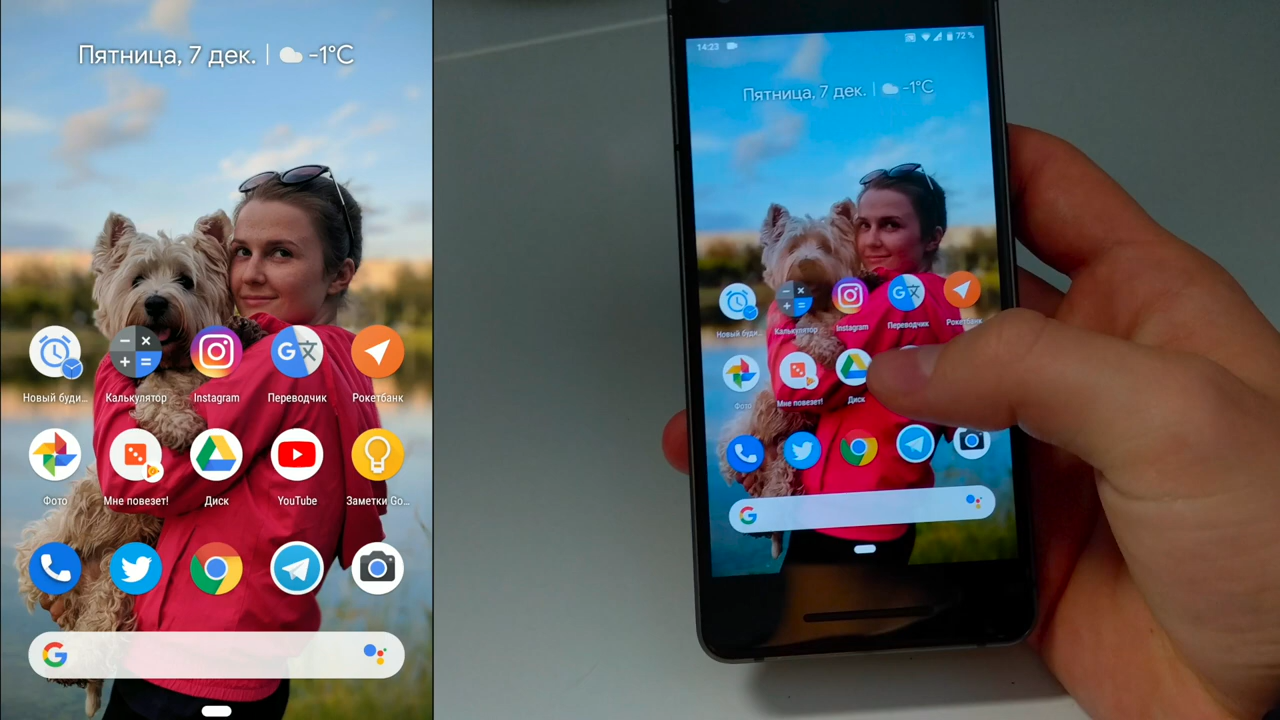 Пятница, 7 дек. | -1°C
Новый буди...
Калькулятор
Instagram
Переводчик
Рокетбанк
Фото
Мне повезет!
Диск
YouTube
Заметки Go...
14:23
72 %
Пятница, 7 дек. | -1°C
Новый буди...
Калькулятор
Instagram
Переводчик
Рокетбанк
Фото
Мне повезет!
Диск